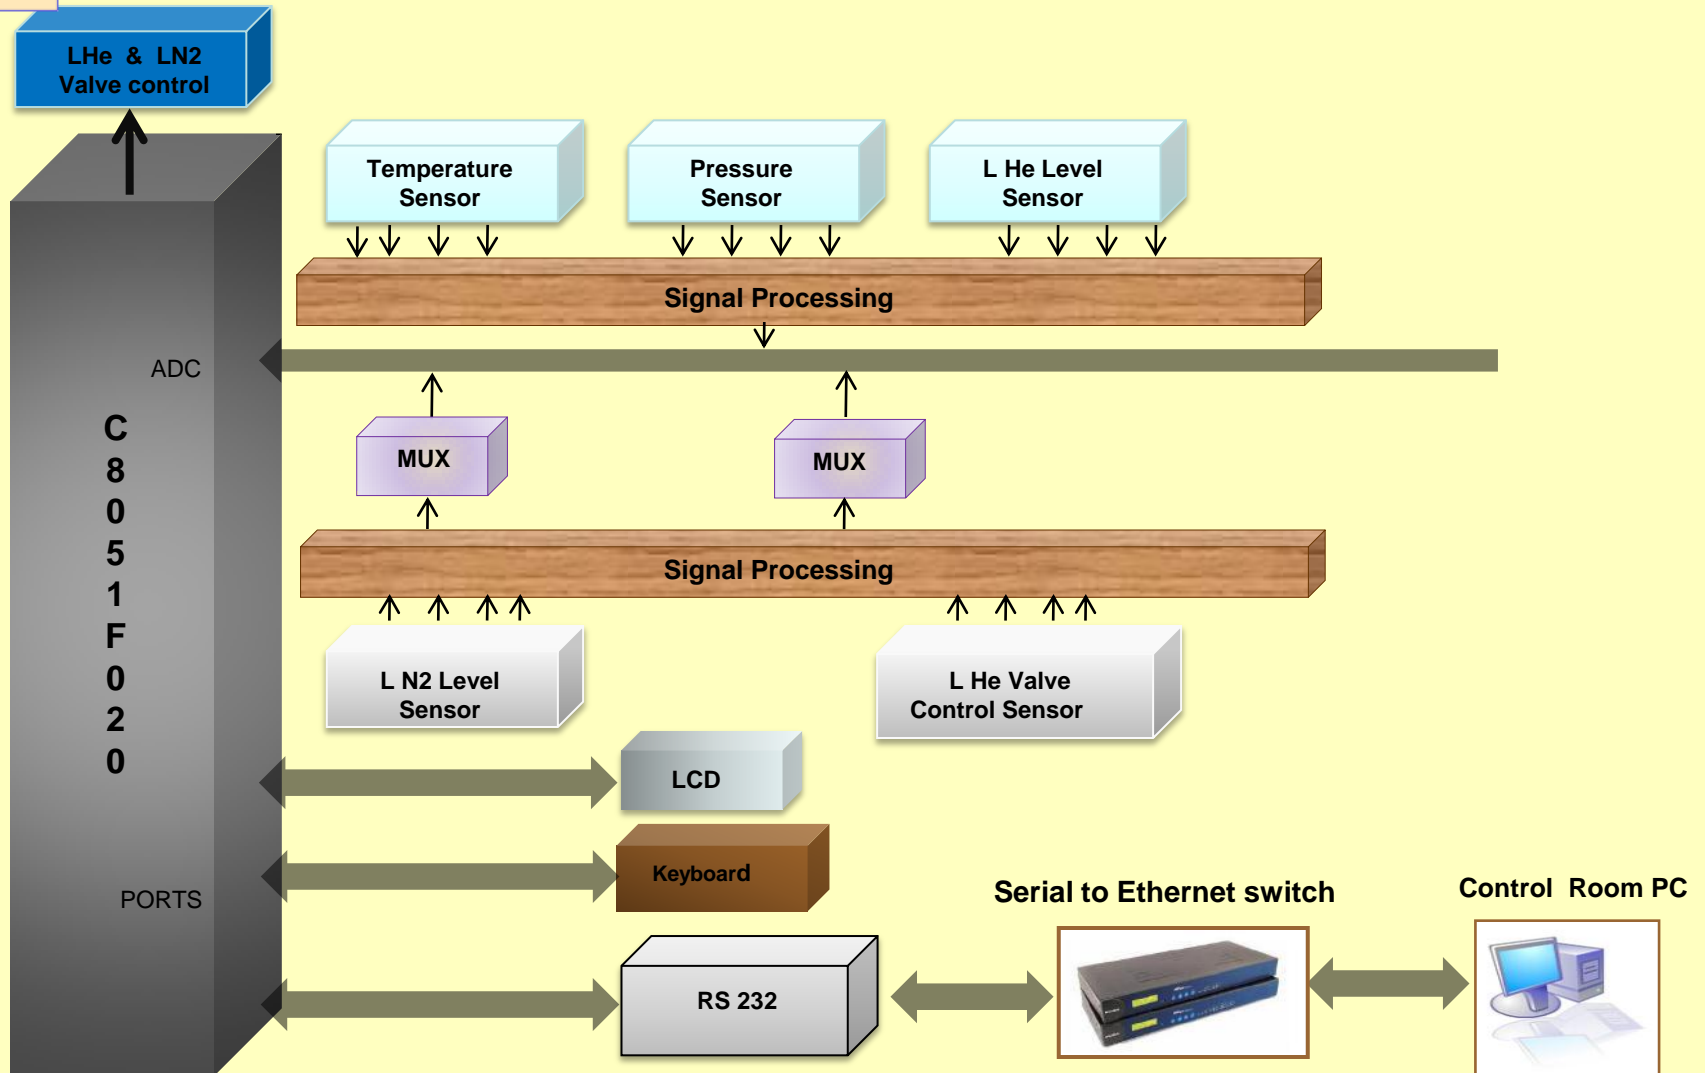 LHe & LN2
Valve control
Temperature
Sensor
Pressure
Sensor
L He Level
Sensor
Signal Processing
ADC
C
8
0
5
1
F
0
2
0
MUX
MUX
Signal Processing
L N2 Level
Sensor
L He Valve
Control Sensor
LCD
Keyboard
PORTS
Serial to Ethernet switch
Control Room PC
RS 232